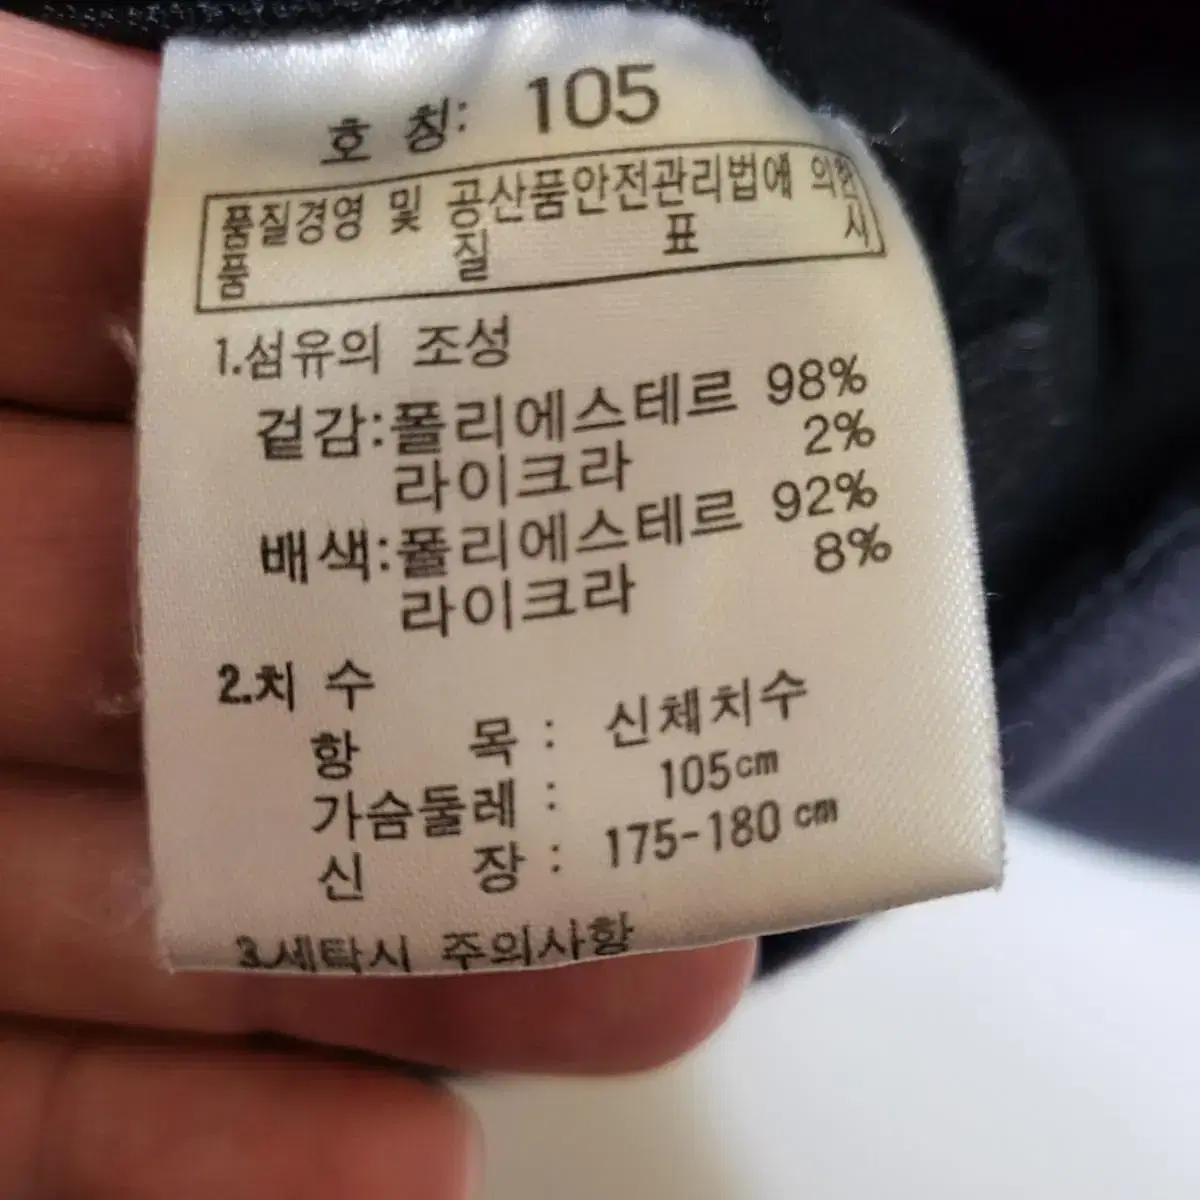 호 칭: 105
품질경영 및 공산품안전관리법에 의한
품 질 표 시
1.섬유의 조성
겉감:폴리에스테르 98%
라이크라 2%
배색:폴리에스테르 92%
라이크라 8%
2.치 수
항 목 : 신체치수
가슴둘레 : 105cm
신 장 : 175-180 cm
3.세탁시 주의사항